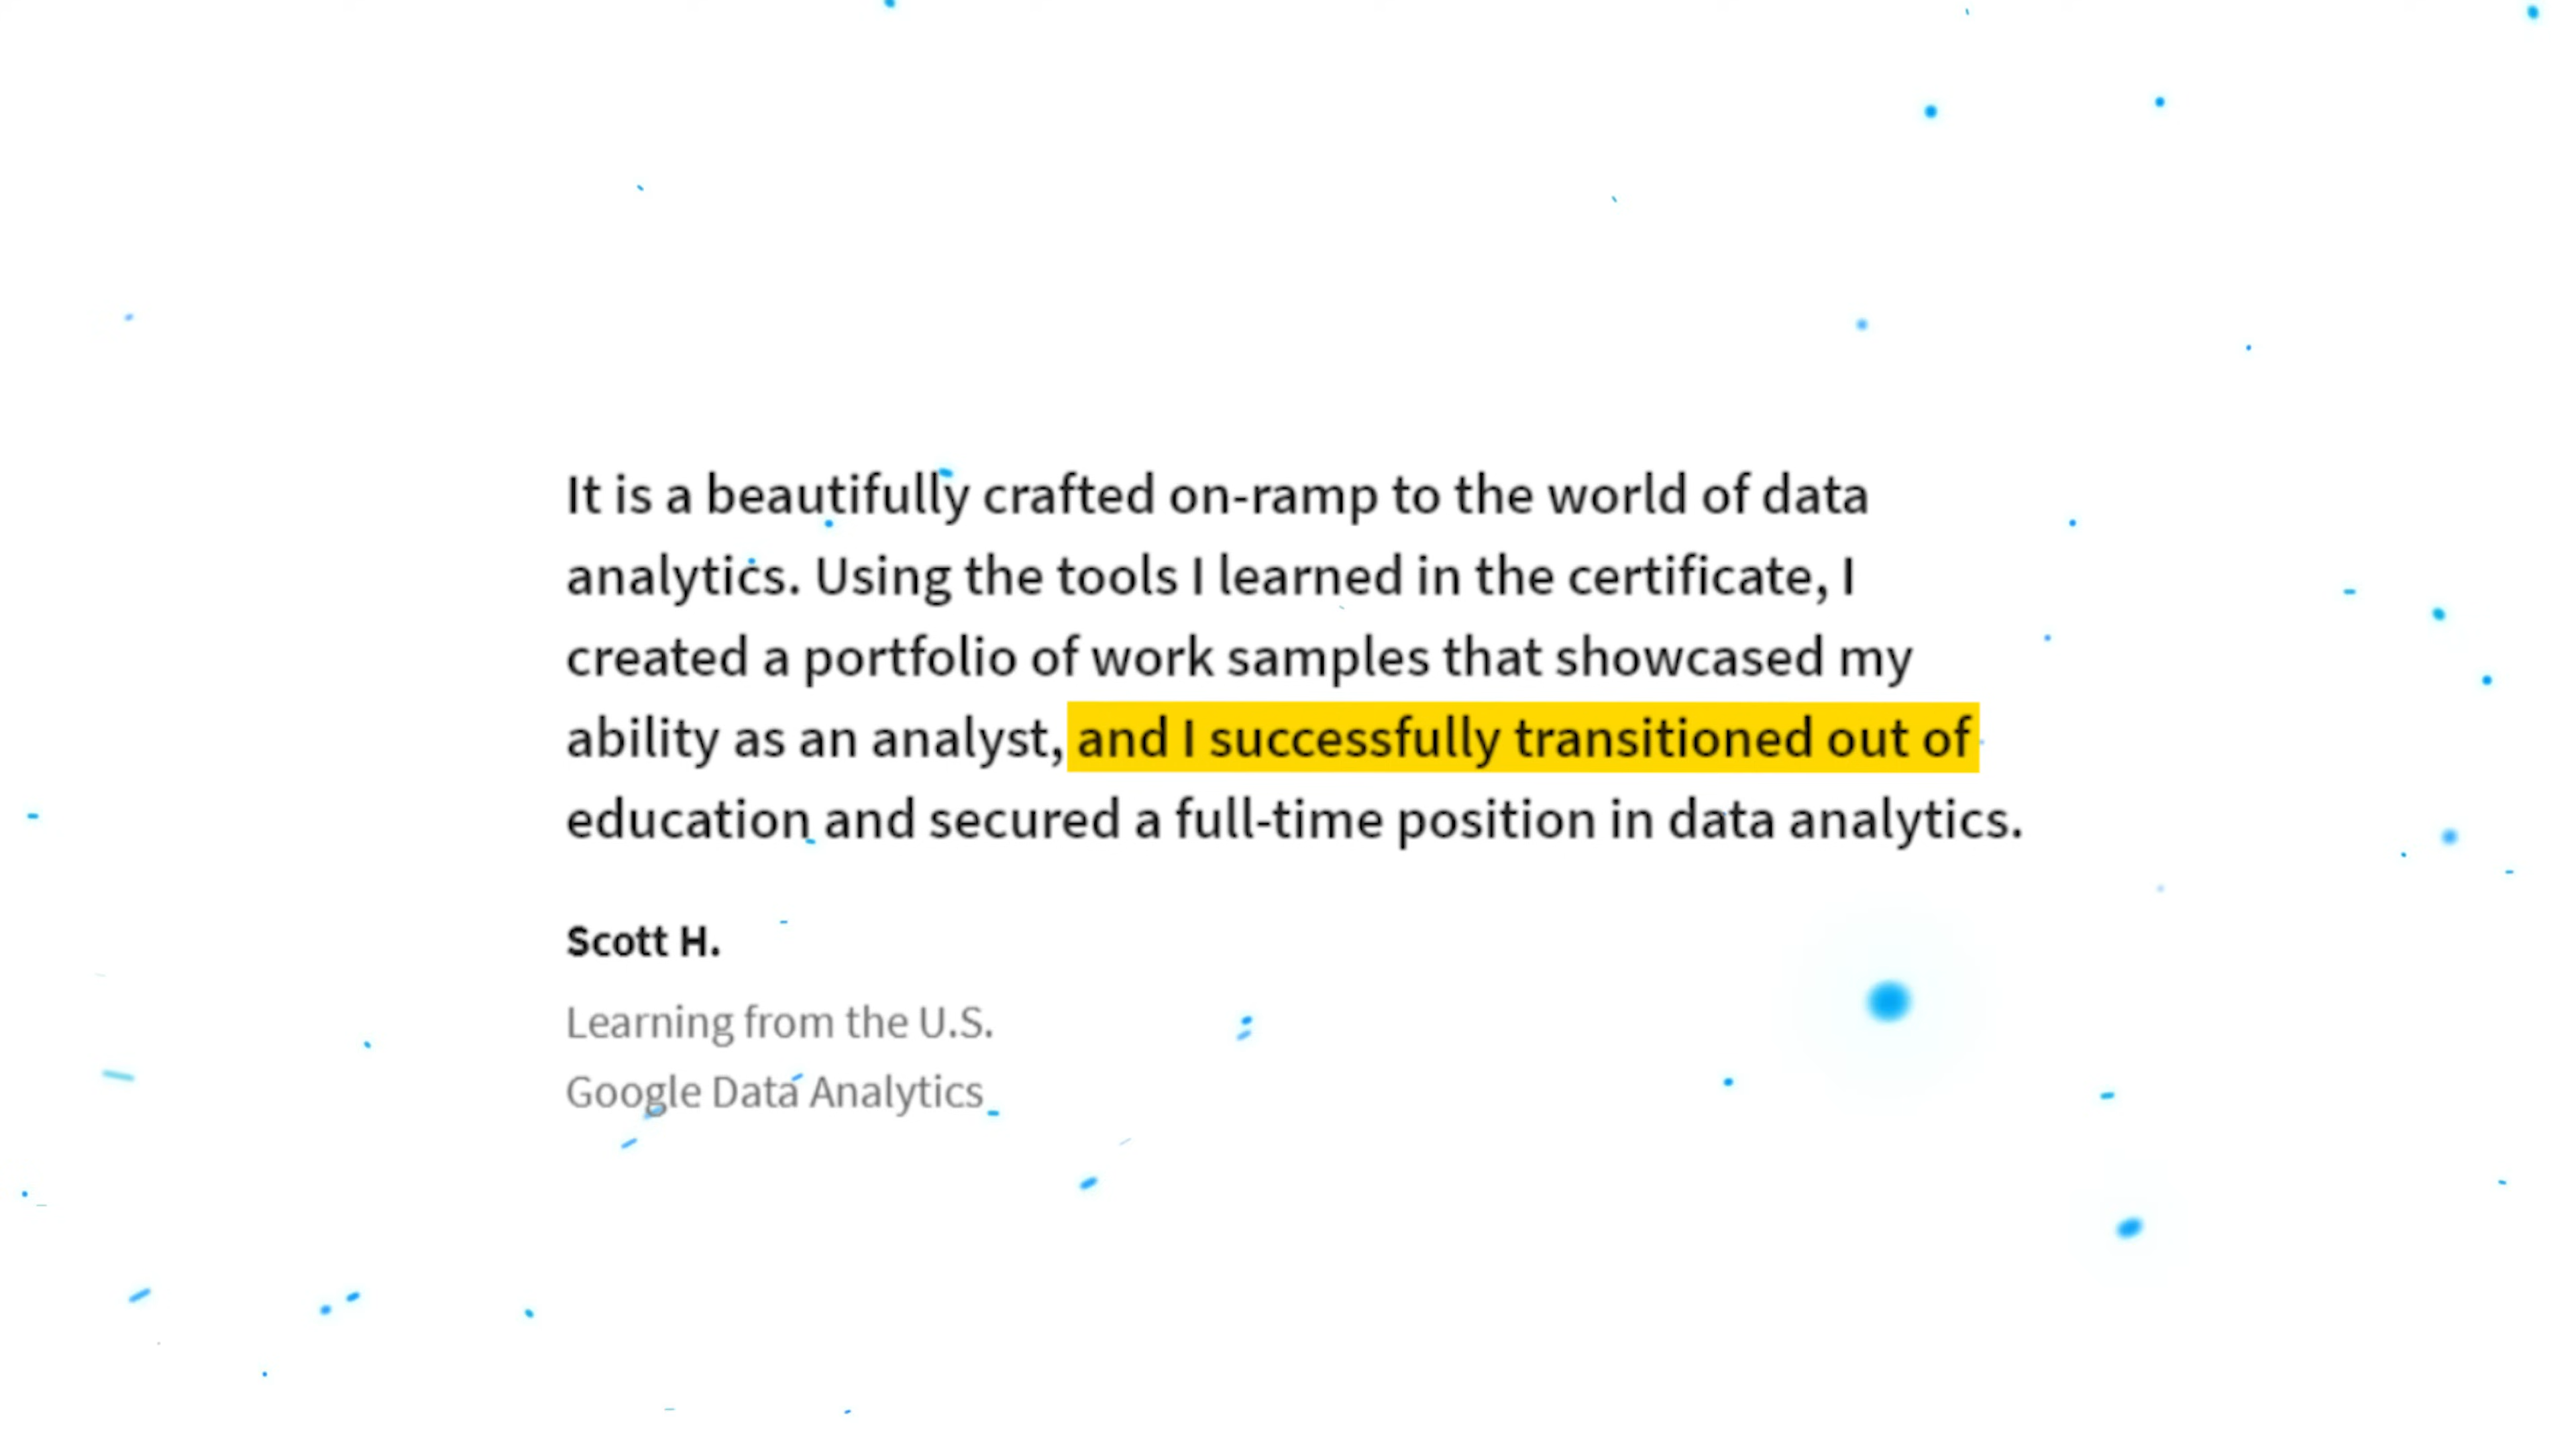 It is a beautifully crafted on-ramp to the world of data
analytics. Using the tools I learned in the certificate, I
created a portfolio of work samples that showcased my
ability as an analyst, and I successfully transitioned out of
education and secured a full-time position in data analytics.
Scott H.
Learning from the U.S.
Google Data Analytics